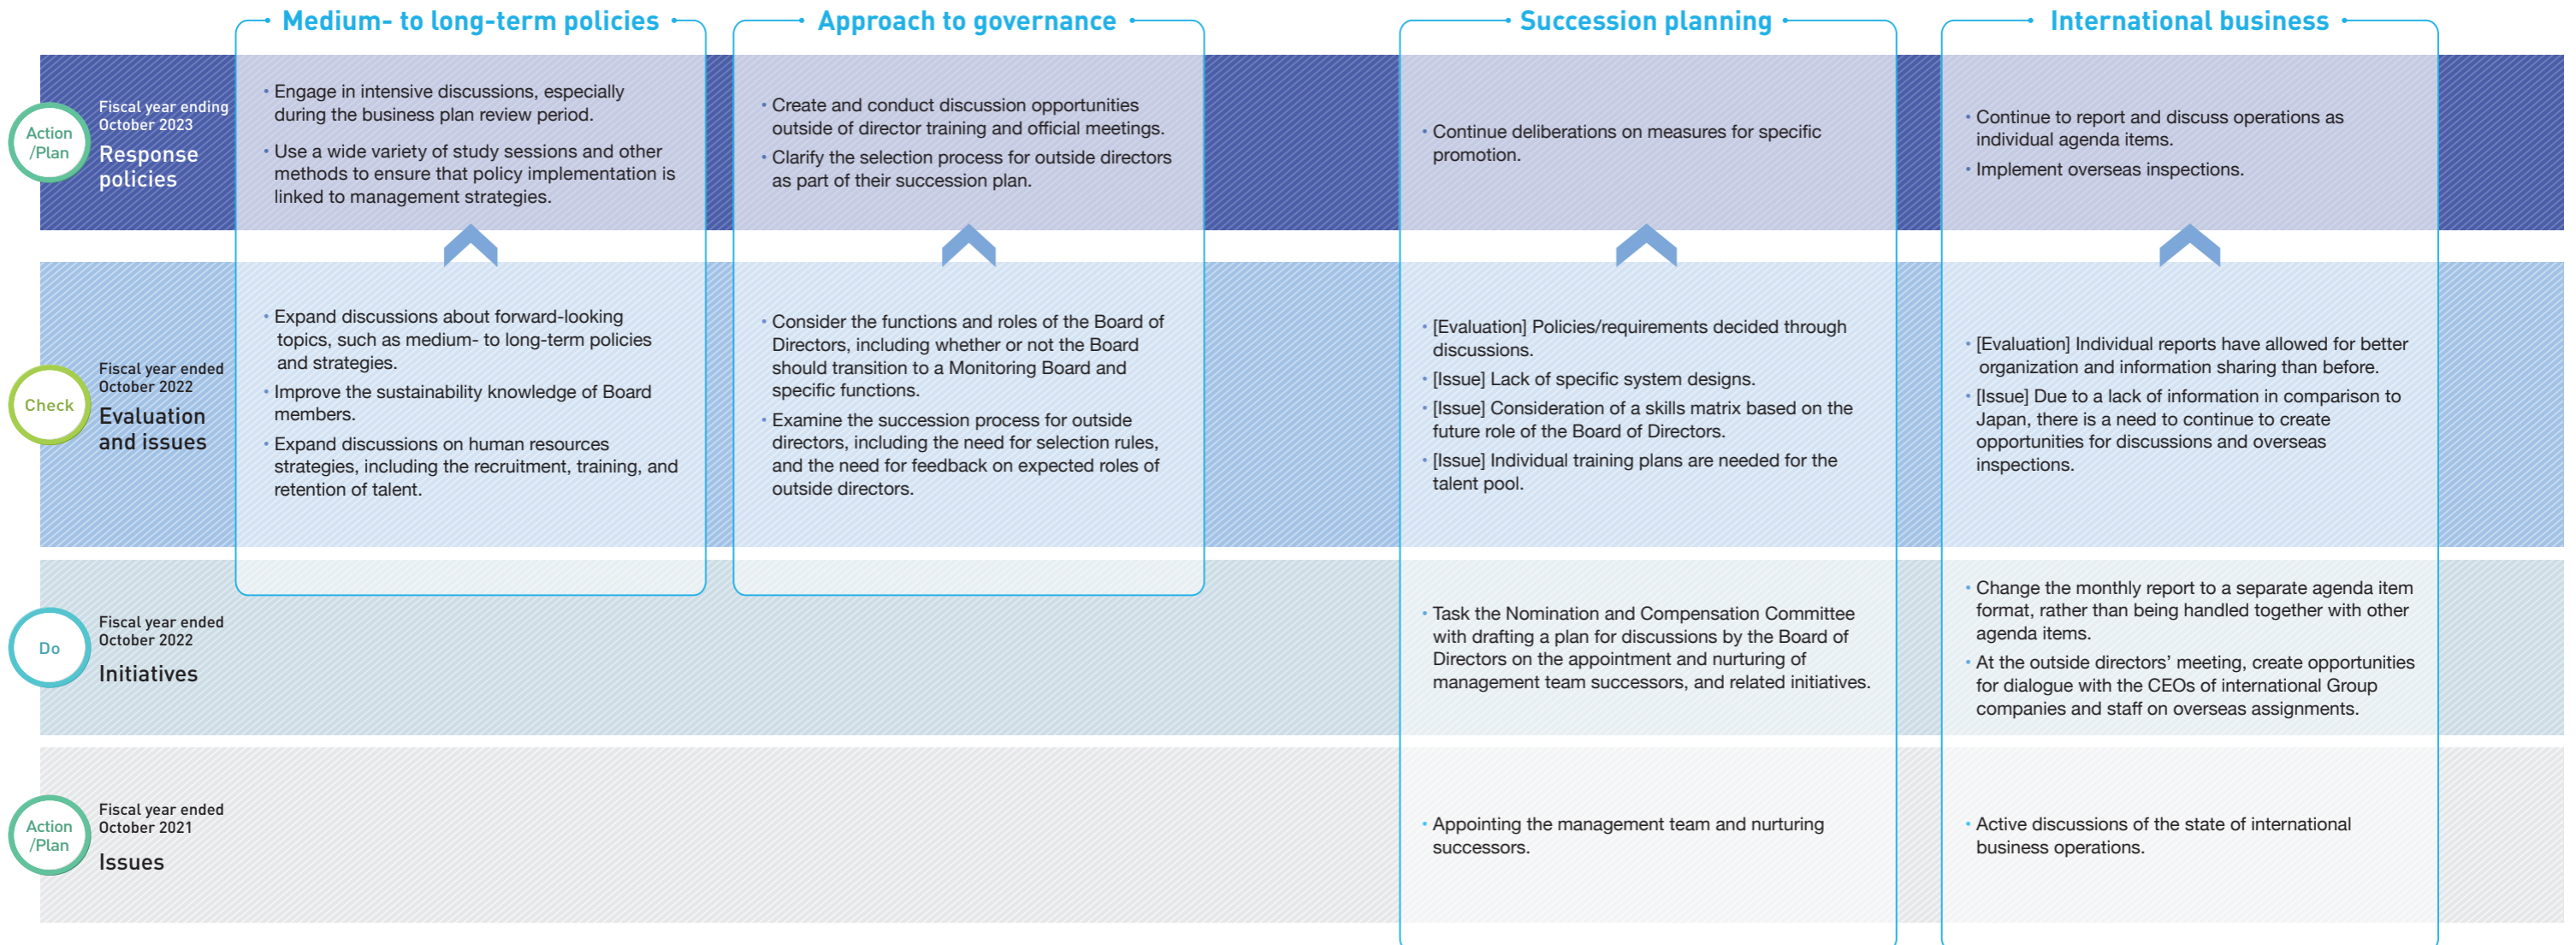 Medium- to long-term policies
Approach to governance
Succession planning
International business
Action
/Plan
Fiscal year ending
October 2023
Response
policies
• Engage in intensive discussions, especially
during the business plan review period.
• Use a wide variety of study sessions and other
methods to ensure that policy implementation is
linked to management strategies.
• Create and conduct discussion opportunities
outside of director training and official meetings.
• Clarify the selection process for outside directors
as part of their succession plan.
• Continue deliberations on measures for specific
promotion.
• Continue to report and discuss operations as
individual agenda items.
• Implement overseas inspections.
Check
Fiscal year ended
October 2022
Evaluation
and issues
• Expand discussions about forward-looking
topics, such as medium- to long-term policies
and strategies.
• Improve the sustainability knowledge of Board
members.
• Expand discussions on human resources
strategies, including the recruitment, training, and
retention of talent.
• Consider the functions and roles of the Board of
Directors, including whether or not the Board
should transition to a Monitoring Board and
specific functions.
• Examine the succession process for outside
directors, including the need for selection rules,
and the need for feedback on expected roles of
outside directors.
• [Evaluation] Policies/requirements decided through
discussions.
• [Issue] Lack of specific system designs.
• [Issue] Consideration of a skills matrix based on the
future role of the Board of Directors.
• [Issue] Individual training plans are needed for the
talent pool.
• [Evaluation] Individual reports have allowed for better
organization and information sharing than before.
• [Issue] Due to a lack of information in comparison to
Japan, there is a need to continue to create
opportunities for discussions and overseas
inspections.
Do
Fiscal year ended
October 2022
Initiatives
• Task the Nomination and Compensation Committee
with drafting a plan for discussions by the Board of
Directors on the appointment and nurturing of
management team successors, and related initiatives.
• Change the monthly report to a separate agenda item
format, rather than being handled together with other
agenda items.
• At the outside directors' meeting, create opportunities
for dialogue with the CEOs of international Group
companies and staff on overseas assignments.
Action
/Plan
Fiscal year ended
October 2021
Issues
• Appointing the management team and nurturing
successors.
• Active discussions of the state of international
business operations.